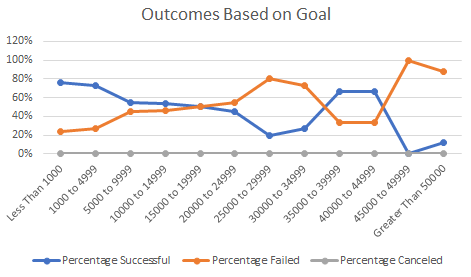 Outcomes Based on Goal
120%
100%
80%
60%
40%
20%
0%
Less Than 1000
1000 to 4999
5000 to 9999
10000 to 14999
15000 to 19999
20000 to 24999
25000 to 29999
30000 to 34999
35000 to 39999
40000 to 44999
45000 to 49999
Greater Than 50000
Percentage Successful
Percentage Failed
Percentage Canceled